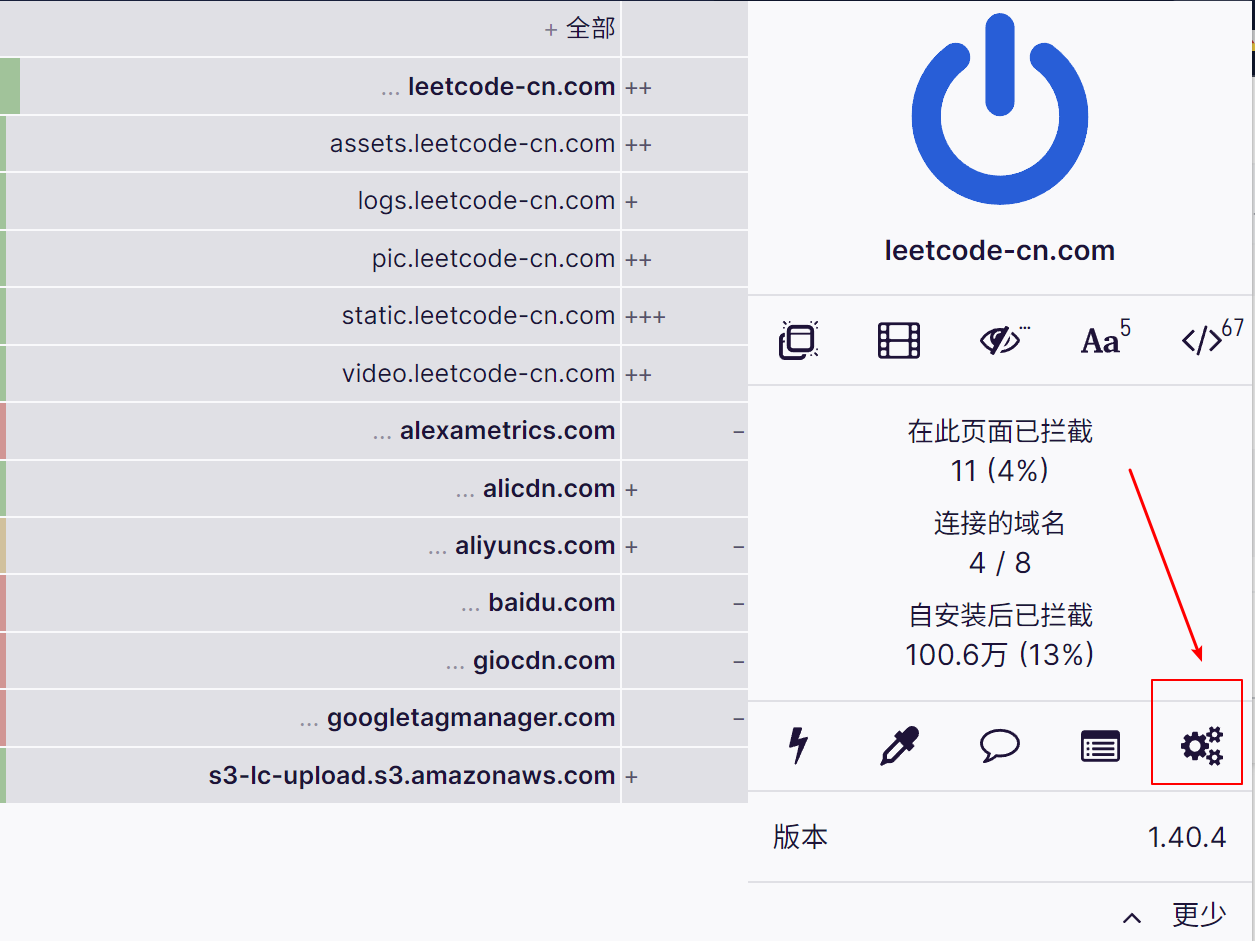 + 全部
... leetcode-cn.com ++
assets.leetcode-cn.com ++
logs.leetcode-cn.com +
pic.leetcode-cn.com ++
static.leetcode-cn.com +++
video.leetcode-cn.com ++
... alexametrics.com −
... alicdn.com +
... aliyuncs.com + −
... baidu.com −
... giocdn.com −
... googletagmanager.com −
s3-lc-upload.s3.amazonaws.com +
leetcode-cn.com
Aa 5 </> 67
在此页面已拦截
11 (4%)
连接的域名
4 / 8
自安装后已拦截
100.6万 (13%)
版本 1.40.4
更少